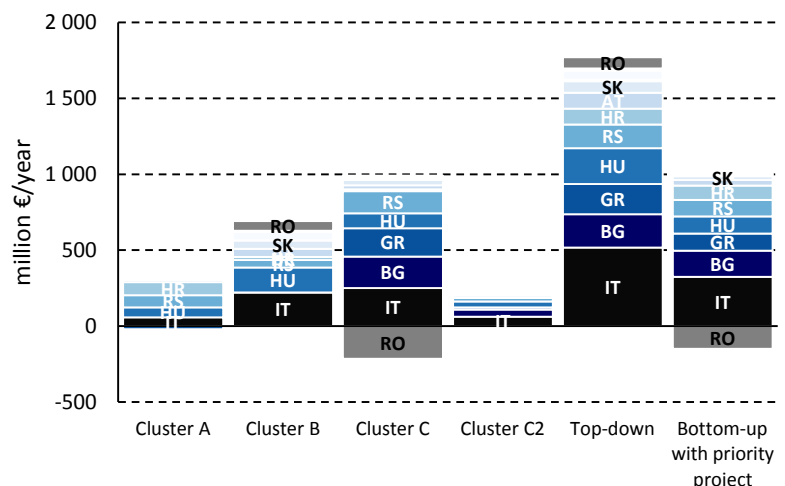 2 000
1 500
1 000
500
0
-500
million €/year
HR
RS
HU
IT
RO
SK
HR
RS
HU
IT
RS
HU
GR
BG
IT
RO
IT
RO
SK
AT
HR
RS
HU
GR
BG
IT
SK
HR
RS
HU
GR
BG
IT
RO
Cluster A
Cluster B
Cluster C
Cluster C2
Top-down
Bottom-up
with priority
project